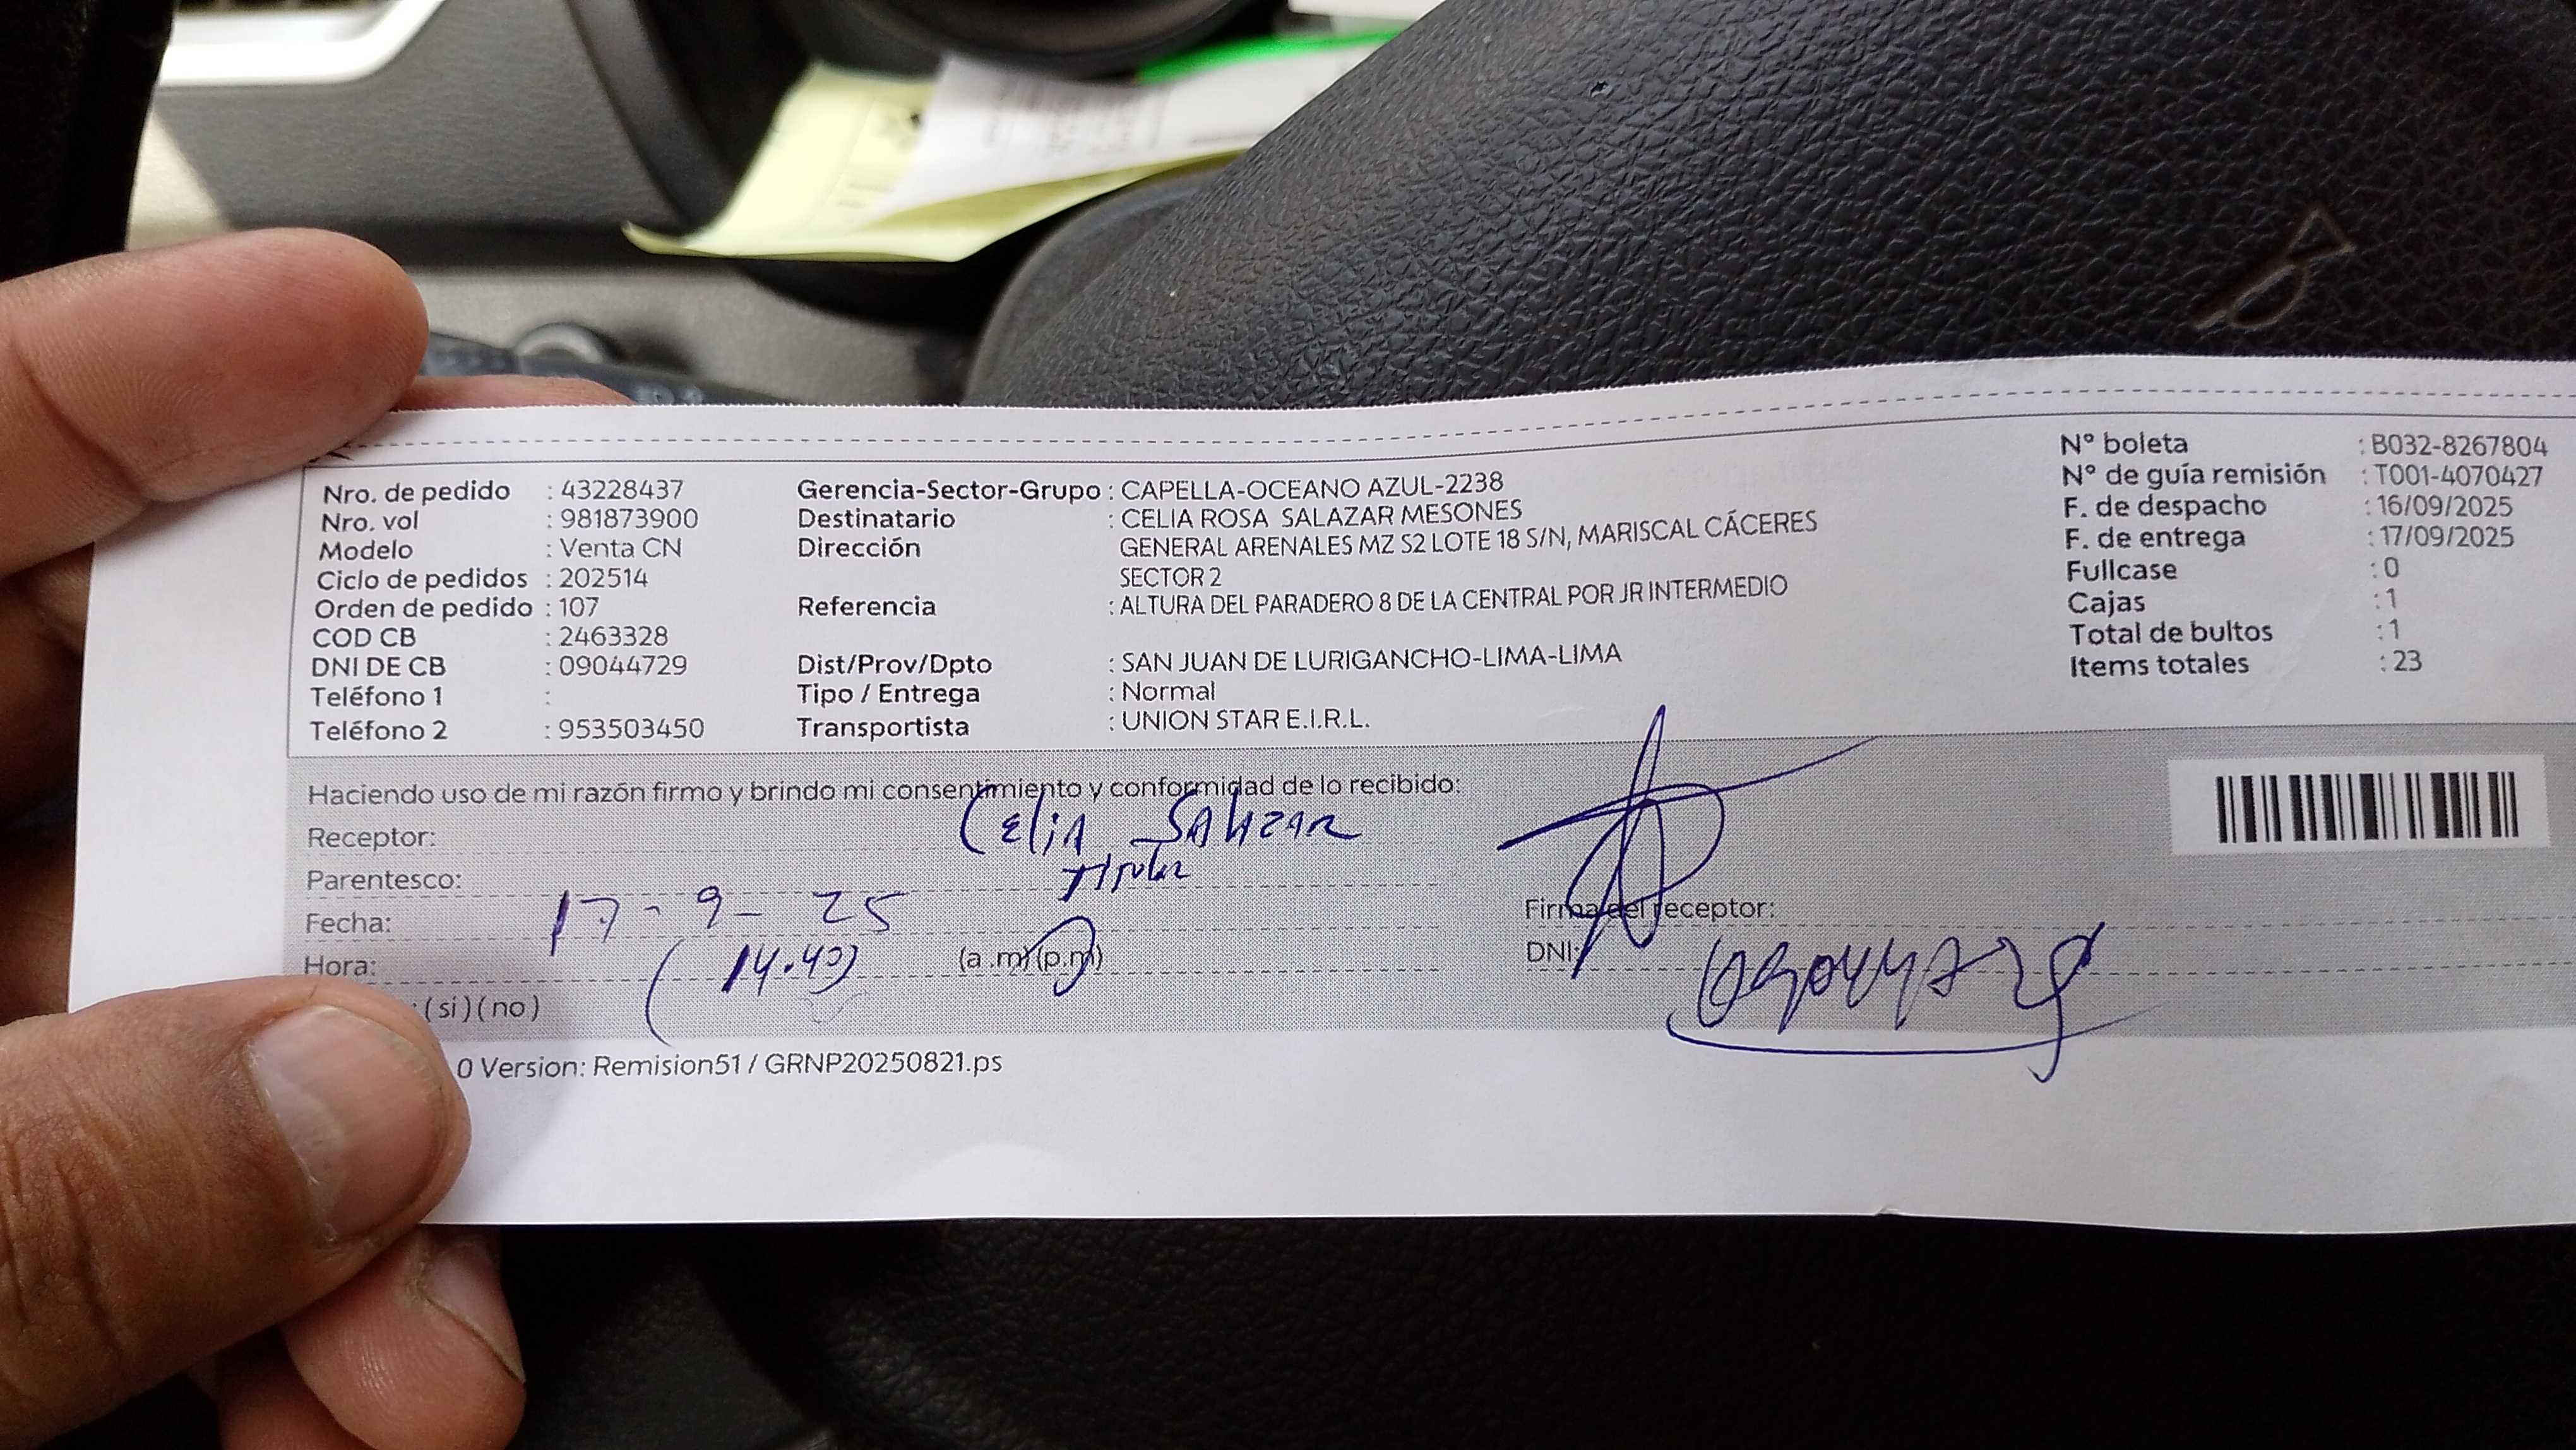 Nro. de pedido : 43228437
Nro. vol : 981873900
Modelo : Venta CN
Ciclo de pedidos : 202514
Orden de pedido : 107
COD CB : 2463328
DNI DE CB : 09044729
Teléfono 1 :
Teléfono 2 : 953503450
Gerencia-Sector-Grupo : CAPELLA-OCEANO AZUL-2238
Destinatario : CELIA ROSA SALAZAR MESONES
Dirección GENERAL ARENALES MZ S2 LOTE 18 S/N, MARISCAL CÁCERES
SECTOR 2
Referencia : ALTURA DEL PARADERO 8 DE LA CENTRAL POR JR INTERMEDIO
Dist/Prov/Dpto : SAN JUAN DE LURIGANCHO-LIMA-LIMA
Tipo / Entrega : Normal
Transportista : UNION STAR E.I.R.L.
N° boleta : B032-8267804
N° de guía remisión : T001-4070427
F. de despacho : 16/09/2025
F. de entrega : 17/09/2025
Fullcase : 0
Cajas : 1
Total de bultos : 1
Items totales : 23
Haciendo uso de mi razón firmo y brindo mi consentimiento y conformidad de lo recibido:
Receptor: Celia Salazar
Parentesco: titular
Fecha: 17-9-25
Hora: (14.40) (a.m) (p.m)
: (si) (no)
Firma del receptor:
DNI: 09044729
0 Version: Remision51 / GRNP20250821.ps